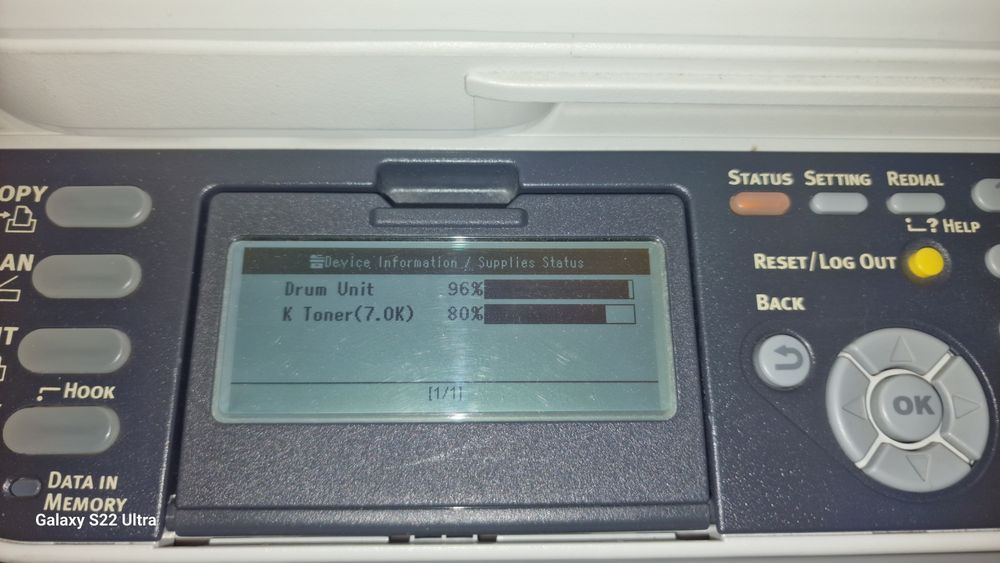 Device Information / Supplies Status
Drum Unit 96%
K Toner(7.0K) 80%
[1/1]
OPY
AN
HOOK
DATA IN
MEMORY
STATUS SETTING REDIAL
? HELP
RESET/LOG OUT
BACK
OK
Galaxy S22 Ultra